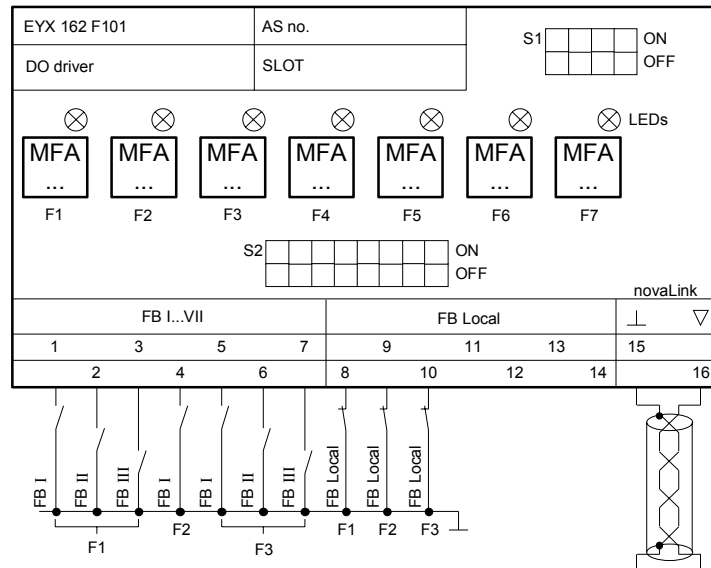 EYX 162 F101 AS no.
S1 ON
OFF
DO driver SLOT
LEDs
MFA MFA MFA MFA MFA MFA MFA
... ... ... ... ... ... ...
F1 F2 F3 F4 F5 F6 F7
S2 ON
OFF
novaLink
FB I...VII FB Local
1 3 5 7 9 11 13 15
2 4 6 8 10 12 14 16
FB I FB II FB III FB I FB I FB II FB III FB Local FB Local FB Local
F1 F2 F3 F1 F2 F3